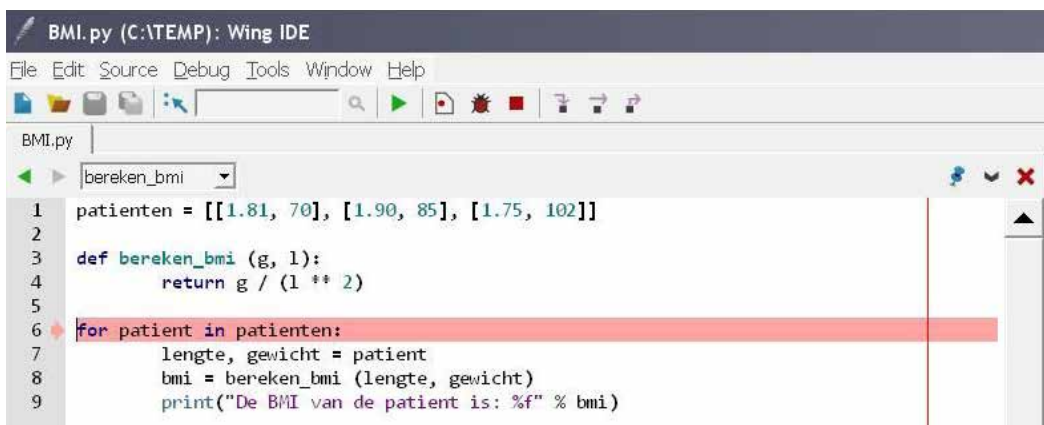 BMI.py (C:\TEMP): Wing IDE
File Edit Source Debug Tools Window Help
BMI.py
bereken_bmi
1 patienten = [[1.81, 70], [1.90, 85], [1.75, 102]]
2
3 def bereken_bmi (g, l):
4 return g / (l ** 2)
5
6 for patient in patienten:
7 lengte, gewicht = patient
8 bmi = bereken_bmi (lengte, gewicht)
9 print("De BMI van de patient is: %f" % bmi)